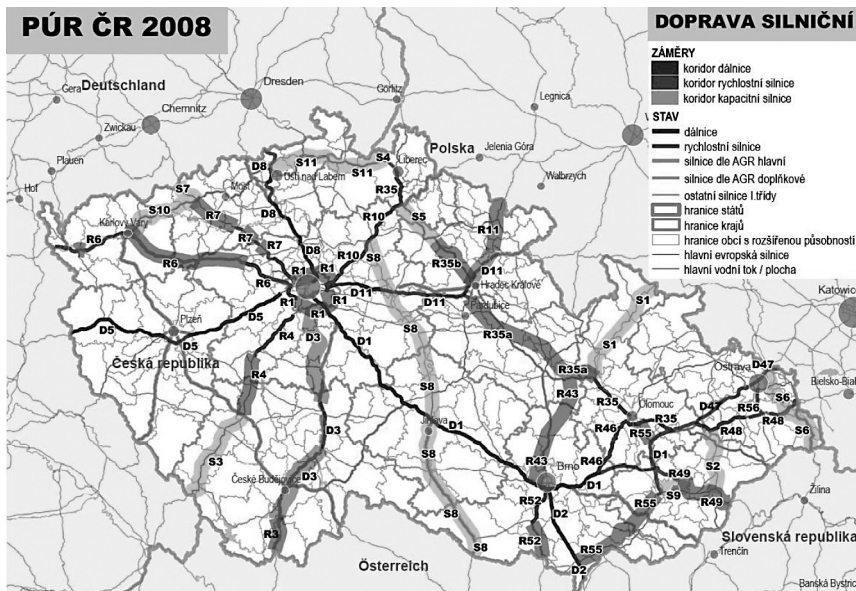 PÚR ČR 2008
DOPRAVA SILNIČNÍ
ZÁMĚRY
koridor dálnice
koridor rychlostní silnice
koridor kapacitní silnice
STAV
dálnice
rychlostní silnice
silnice dle AGR hlavní
silnice dle AGR doplňkové
ostatní silnice I.třídy
hranice států
hranice krajů
hranice obcí s rozšířenou působností
hlavní evropská silnice
hlavní vodní tok / plocha
Deutschland
Gera
Dresden
Görlitz
Legnica
Chemnitz
Zwickau
Polska
Jelenia Góra
Plauen
Hof
Walbrzych
D8
S11
S4
Ústí nad Labem
S11
Liberec
S7
Most
R35
S10
R7
D8
R10
S5
Karlovy Vary
R7
R7
R11
R6
D8
R10
S8
R35b
R6
R1
R1
D11
R6
D11
Hradec Králové
R1
R1
D11
Pardubice
Katowice
R1
S1
Plzeň
D5
D3
S8
R35a
S1
D5
D5
R4
D1
D47
Česká republika
R35a
Ostrava
Bielsko-Biała
R4
S8
R43
R35
Olomouc
D47
R56
S6
D3
Jihlava
D1
R46
R55
R35
R48
R48
S6
S3
D3
S8
R43
R46
D1
S2
České Budějovice
Brno
D1
R49
S9
R49
Žilina
R3
S8
R52
D2
R55
S8
R52
R55
Slovenská republika
Österreich
D2
Trenčín
Banská Bystrica